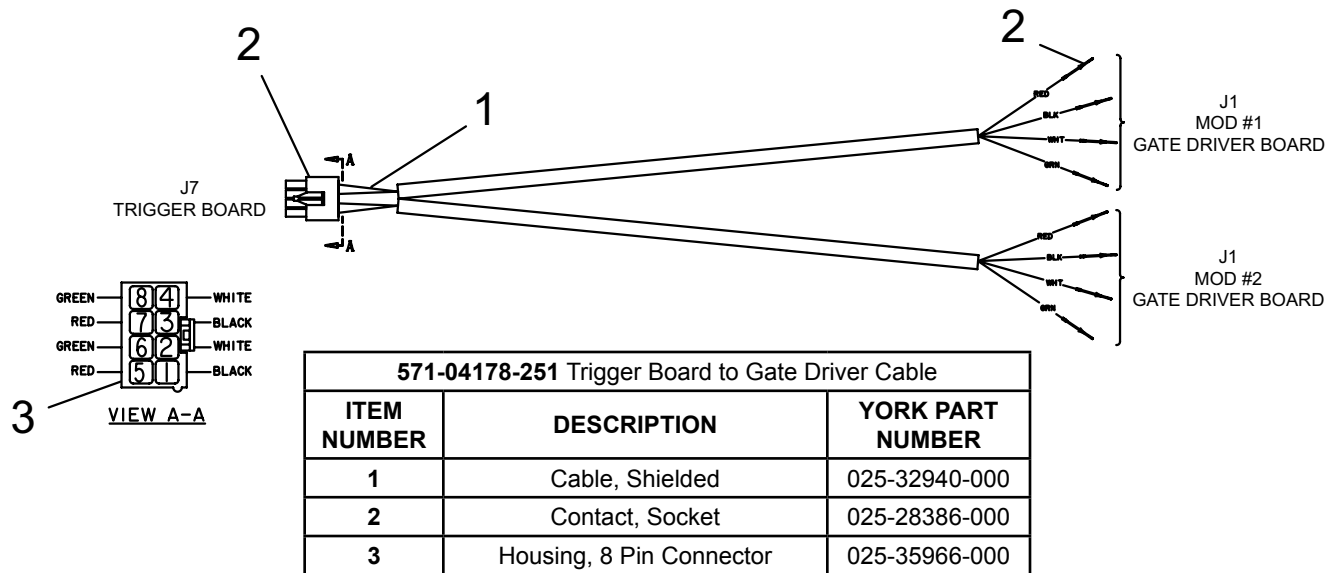 2
2
1
A
A
J7
TRIGGER BOARD
RED
BLK
WHT
GRN
J1
MOD #1
GATE DRIVER BOARD
RED
BLK
WHT
GRN
J1
MOD #2
GATE DRIVER BOARD
GREEN 8 4 WHITE
RED 7 3 BLACK
GREEN 6 2 WHITE
RED 5 1 BLACK
3
VIEW A-A
571-04178-251 Trigger Board to Gate Driver Cable
ITEM NUMBER DESCRIPTION YORK PART NUMBER
1 Cable, Shielded 025-32940-000
2 Contact, Socket 025-28386-000
3 Housing, 8 Pin Connector 025-35966-000